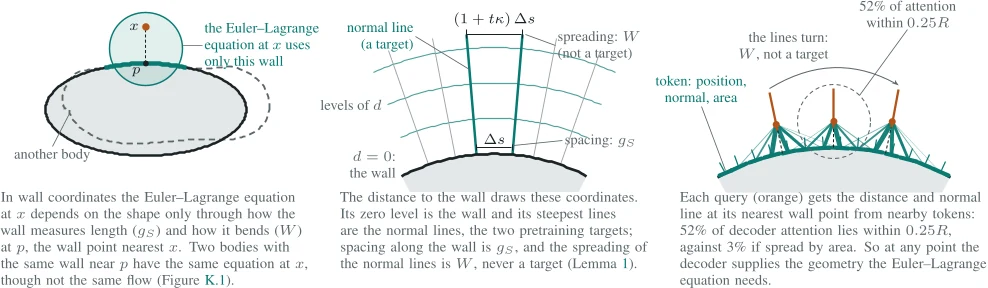 x
p
the Euler–Lagrange
equation at x uses
only this wall
another body
In wall coordinates the Euler–Lagrange equation
at x depends on the shape only through how the
wall measures length (g_S) and how it bends (W)
at p, the wall point nearest x. Two bodies with
the same wall near p have the same equation at x,
though not the same flow (Figure K.1).
(1 + tκ) Δs
normal line
(a target)
spreading: W
(not a target)
levels of d
Δs
spacing: g_S
d = 0:
the wall
The distance to the wall draws these coordinates.
Its zero level is the wall and its steepest lines
are the normal lines, the two pretraining targets;
spacing along the wall is g_S, and the spreading of
the normal lines is W, never a target (Lemma 1).
52% of attention
within 0.25R
the lines turn:
W, not a target
token: position,
normal, area
Each query (orange) gets the distance and normal
line at its nearest wall point from nearby tokens:
52% of decoder attention lies within 0.25R,
against 3% if spread by area. So at any point the
decoder supplies the geometry the Euler–Lagrange
equation needs.